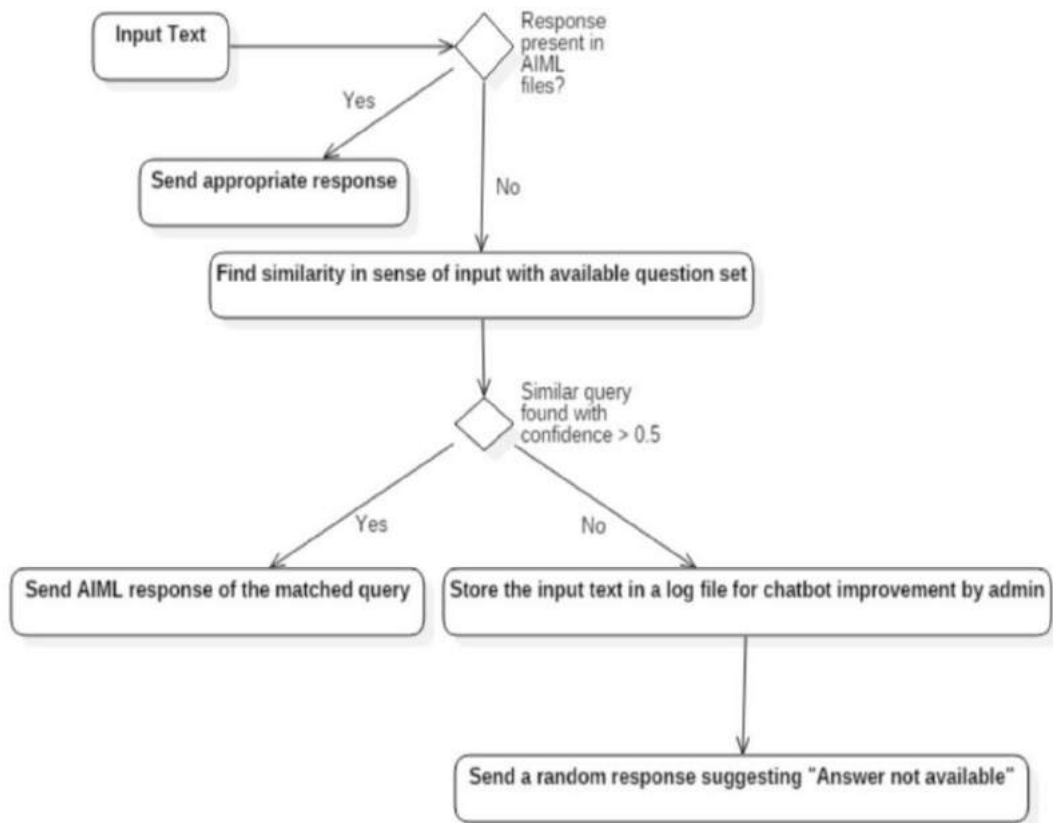 Input Text
Response
present in
AIML
files?
Yes
Send appropriate response
No
Find similarity in sense of input with available question set
Similar query
found with
confidence > 0.5
Yes
No
Send AIML response of the matched query
Store the input text in a log file for chatbot improvement by admin
Send a random response suggesting "Answer not available"